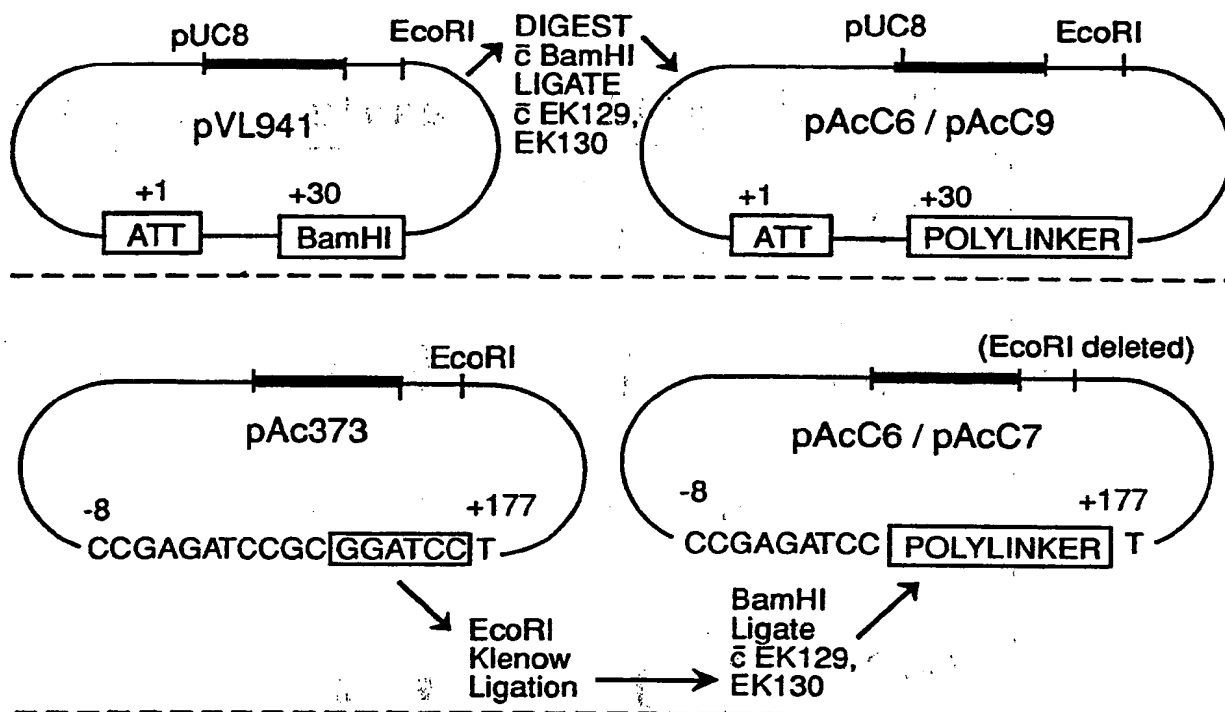 pUC8
EcoRI
pVL941
+1
+30
ATT
BamHI
DIGEST
c̄ BamHI
LIGATE
c̄ EK129,
EK130
pUC8
EcoRI
pAcC6 / pAcC9
+1
+30
ATT
POLYLINKER
EcoRI
pAc373
-8
+177
CCGAGATCCGC GGATCC T
EcoRI
Klenow
Ligation
BamHI
Ligate
c̄ EK129,
EK130
(EcoRI deleted)
pAcC6 / pAcC7
-8
+177
CCGAGATCC POLYLINKER T